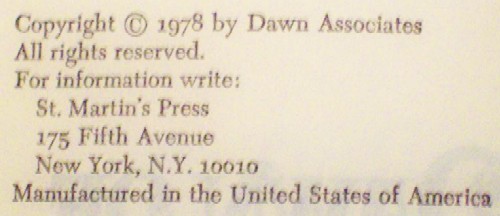 Copyright © 1978 by Dawn Associates
All rights reserved.
For information write:
St. Martin's Press
175 Fifth Avenue
New York, N.Y. 10010
Manufactured in the United States of America